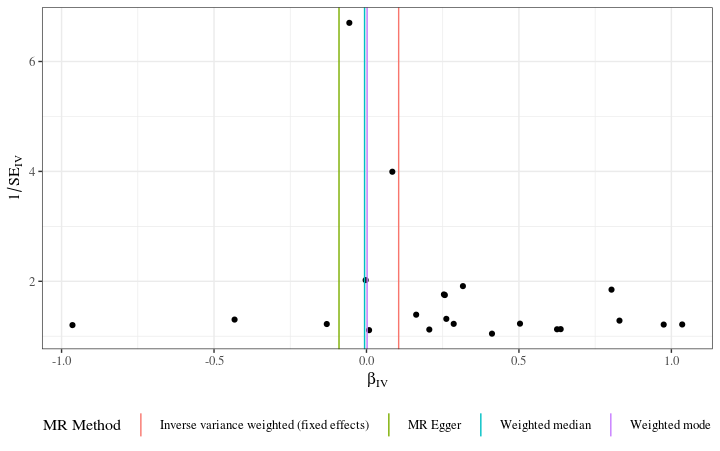 1/SE_IV
6
4
2
-1.0 -0.5 0.0 0.5 1.0
β_IV
MR Method Inverse variance weighted (fixed effects) MR Egger Weighted median Weighted mode